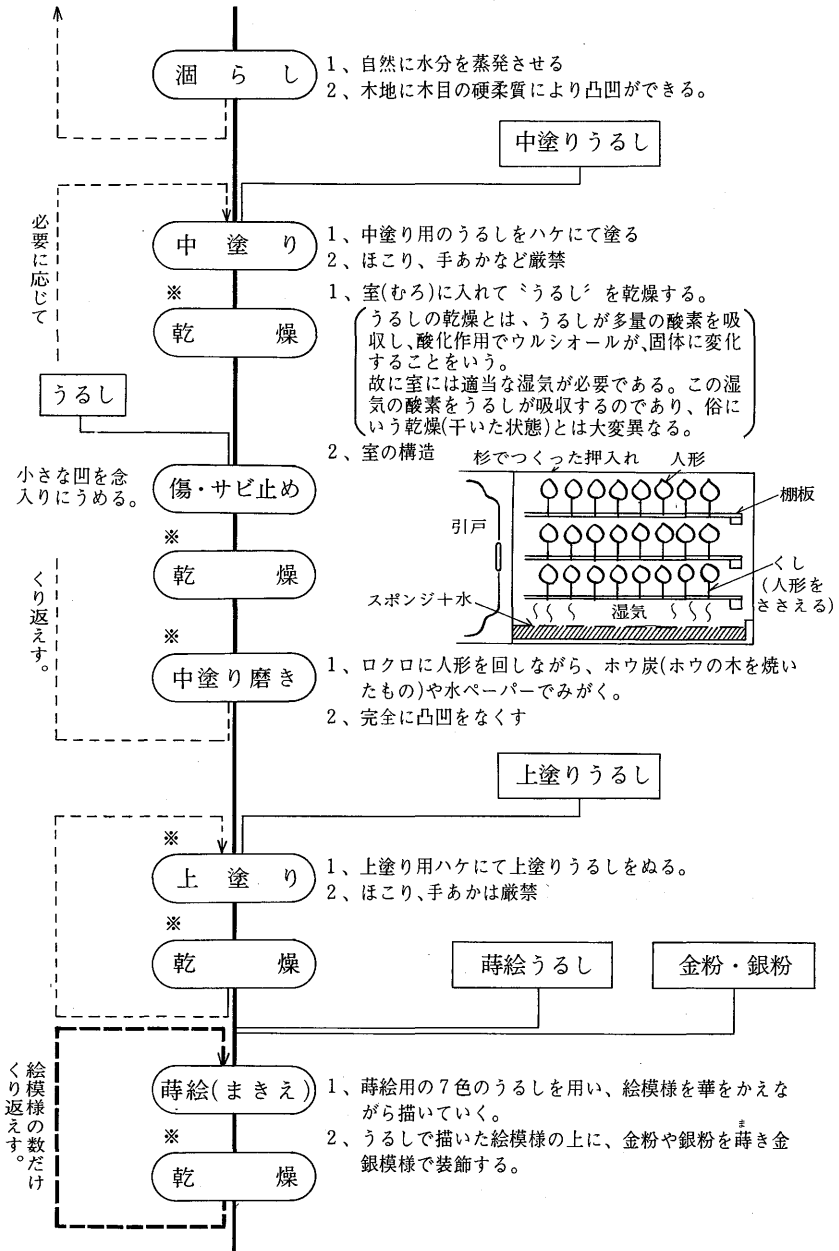 涸らし
1、自然に水分を蒸発させる
2、木地に木目の硬柔質により凸凹ができる。
中塗りうるし
必要に応じて
中塗り
1、中塗り用のうるしをハケにて塗る
2、ほこり、手あかなど厳禁
※
乾燥
1、室(むろ)に入れて〝うるし〞を乾燥する。
うるしの乾燥とは、うるしが多量の酸素を吸
収し、酸化作用でウルシオールが、固体に変化
することをいう。
故に室には適当な湿気が必要である。この湿
気の酸素をうるしが吸収するのであり、俗に
いう乾燥(干いた状態)とは大変異なる。
うるし
小さな凹を念
入りにうめる。
傷・サビ止め
2、室の構造
杉でつくった押入れ
人形
棚板
引戸
くし
(人形を
ささえる)
スポンジ+水
湿気
※
乾燥
くり返えす。
※
中塗り磨き
1、ロクロに人形を回しながら、ホウ炭(ホウの木を焼い
たもの)や水ペーパーでみがく。
2、完全に凸凹をなくす
上塗りうるし
※
上塗り
1、上塗り用ハケにて上塗りうるしをぬる。
2、ほこり、手あかは厳禁
※
乾燥
蒔絵うるし
金粉・銀粉
絵模様の数だけ
くり返えす。
蒔絵(まきえ)
1、蒔絵用の7色のうるしを用い、絵模様を華をかえな
がら描いていく。
2、うるしで描いた絵模様の上に、金粉や銀粉を蒔(ま)き金
銀模様で装飾する。
※
乾燥